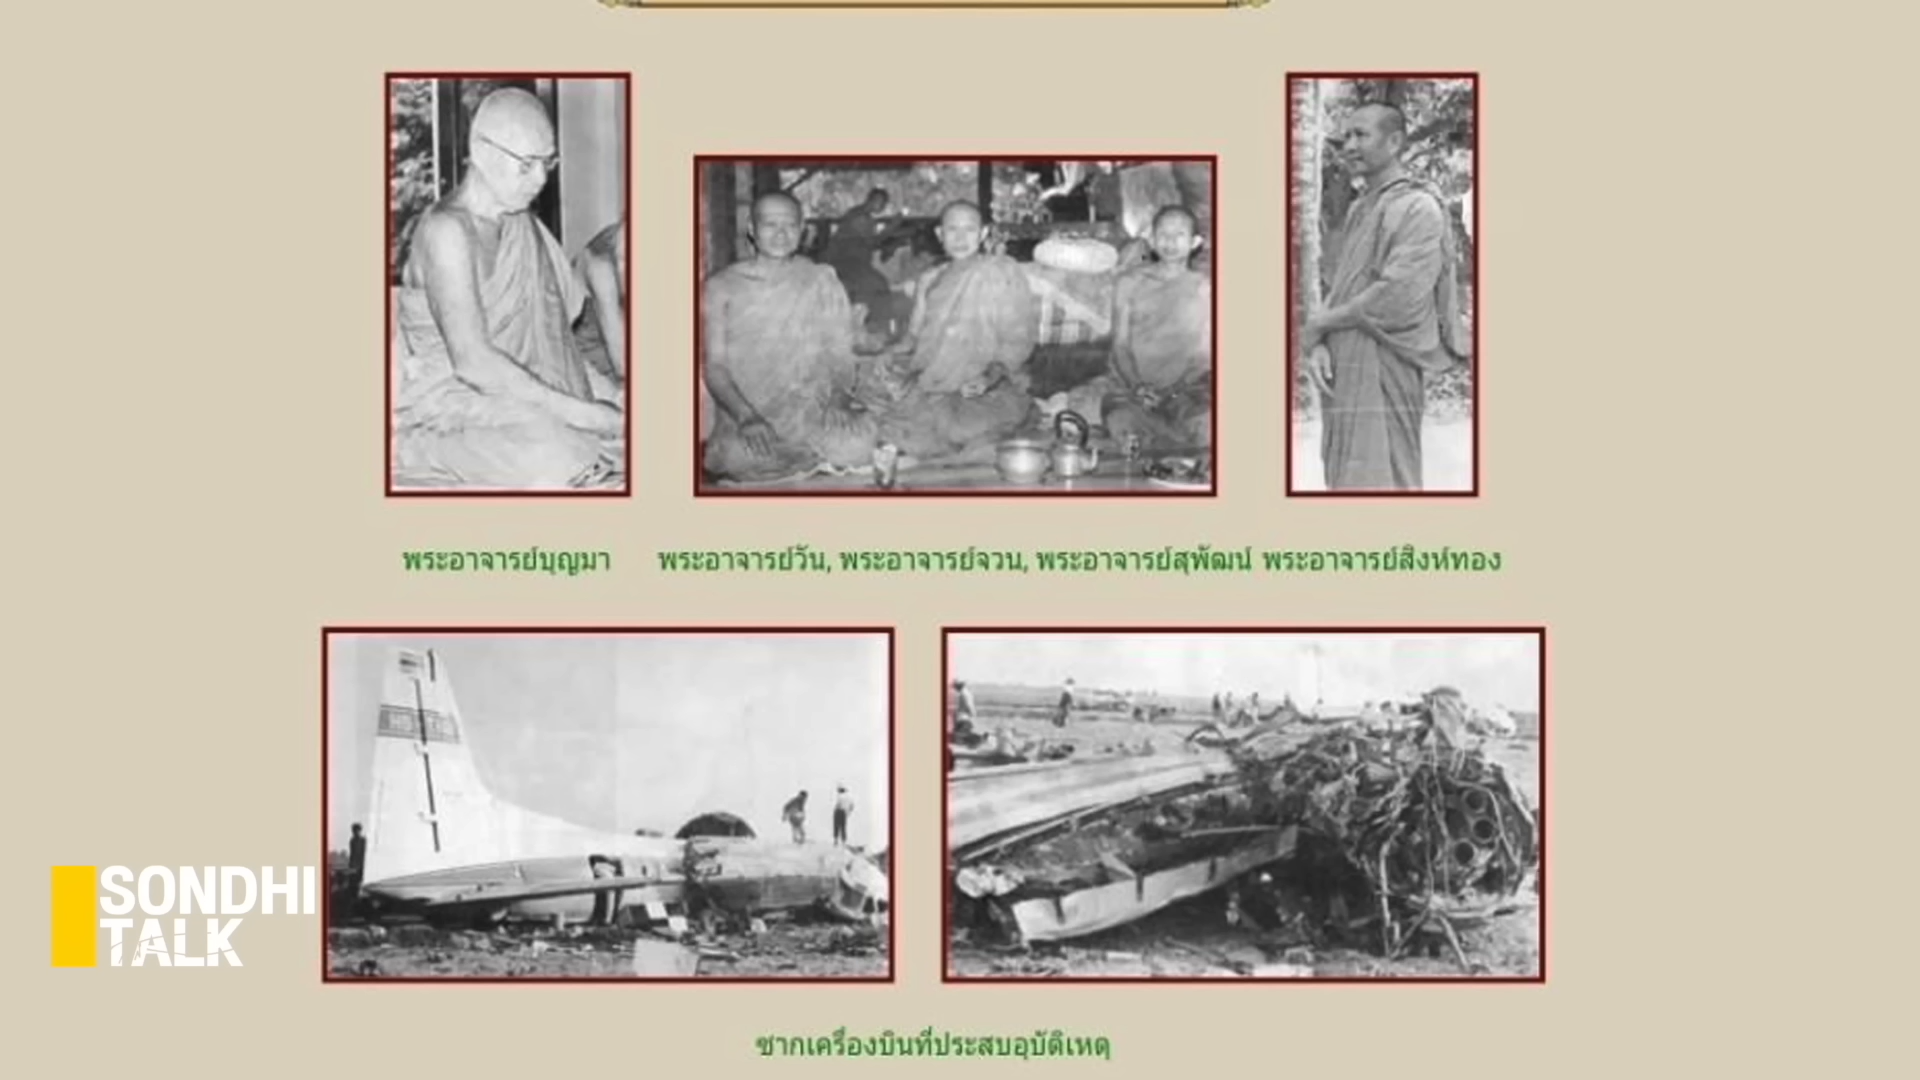 พระอาจารย์บุญมา
พระอาจารย์วัน, พระอาจารย์จวน, พระอาจารย์สุพัฒน์ พระอาจารย์สิงห์ทอง
SONDHI
TALK
ซากเครื่องบินที่ประสบอุบัติเหตุ